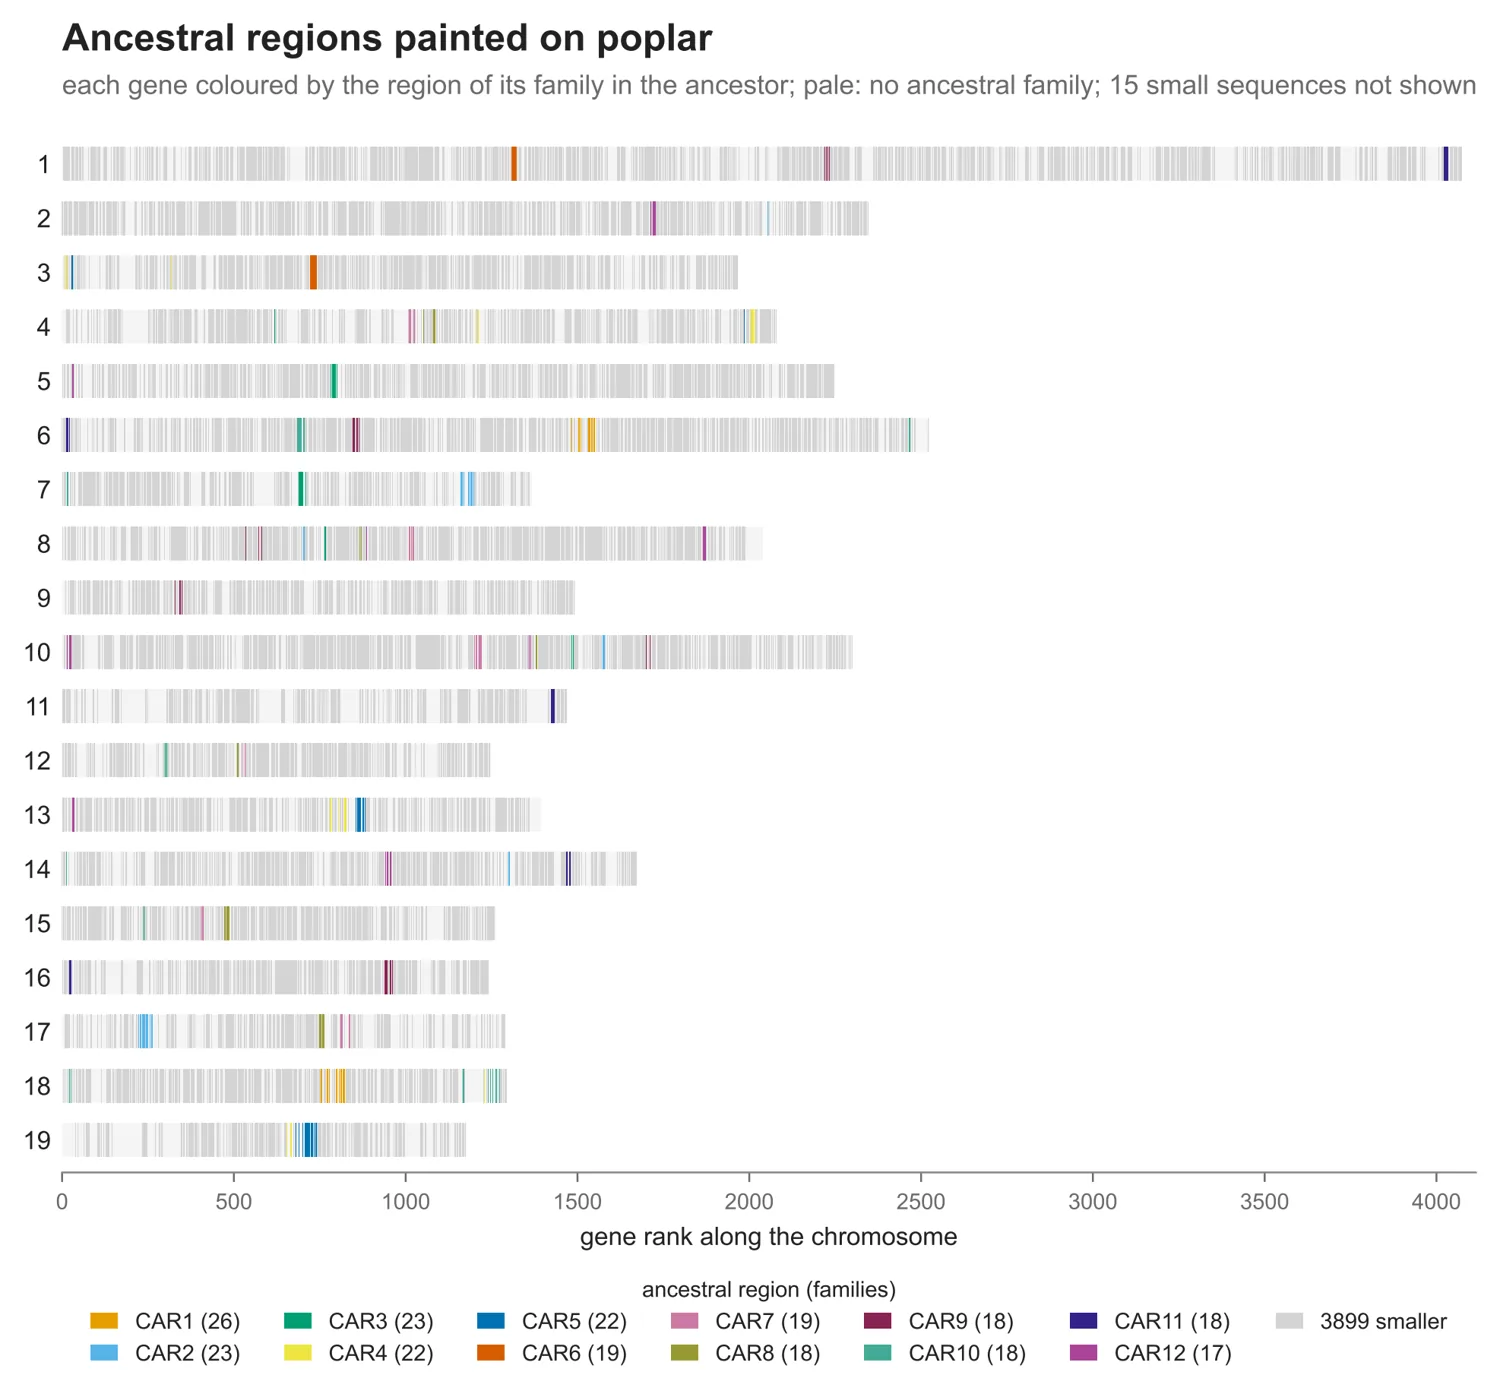 Ancestral regions painted on poplar
each gene coloured by the region of its family in the ancestor; pale: no ancestral family; 15 small sequences not shown
1
2
3
4
5
6
7
8
9
10
11
12
13
14
15
16
17
18
19
0 500 1000 1500 2000 2500 3000 3500 4000
gene rank along the chromosome
ancestral region (families)
CAR1 (26) CAR3 (23) CAR5 (22) CAR7 (19) CAR9 (18) CAR11 (18) 3899 smaller
CAR2 (23) CAR4 (22) CAR6 (19) CAR8 (18) CAR10 (18) CAR12 (17)